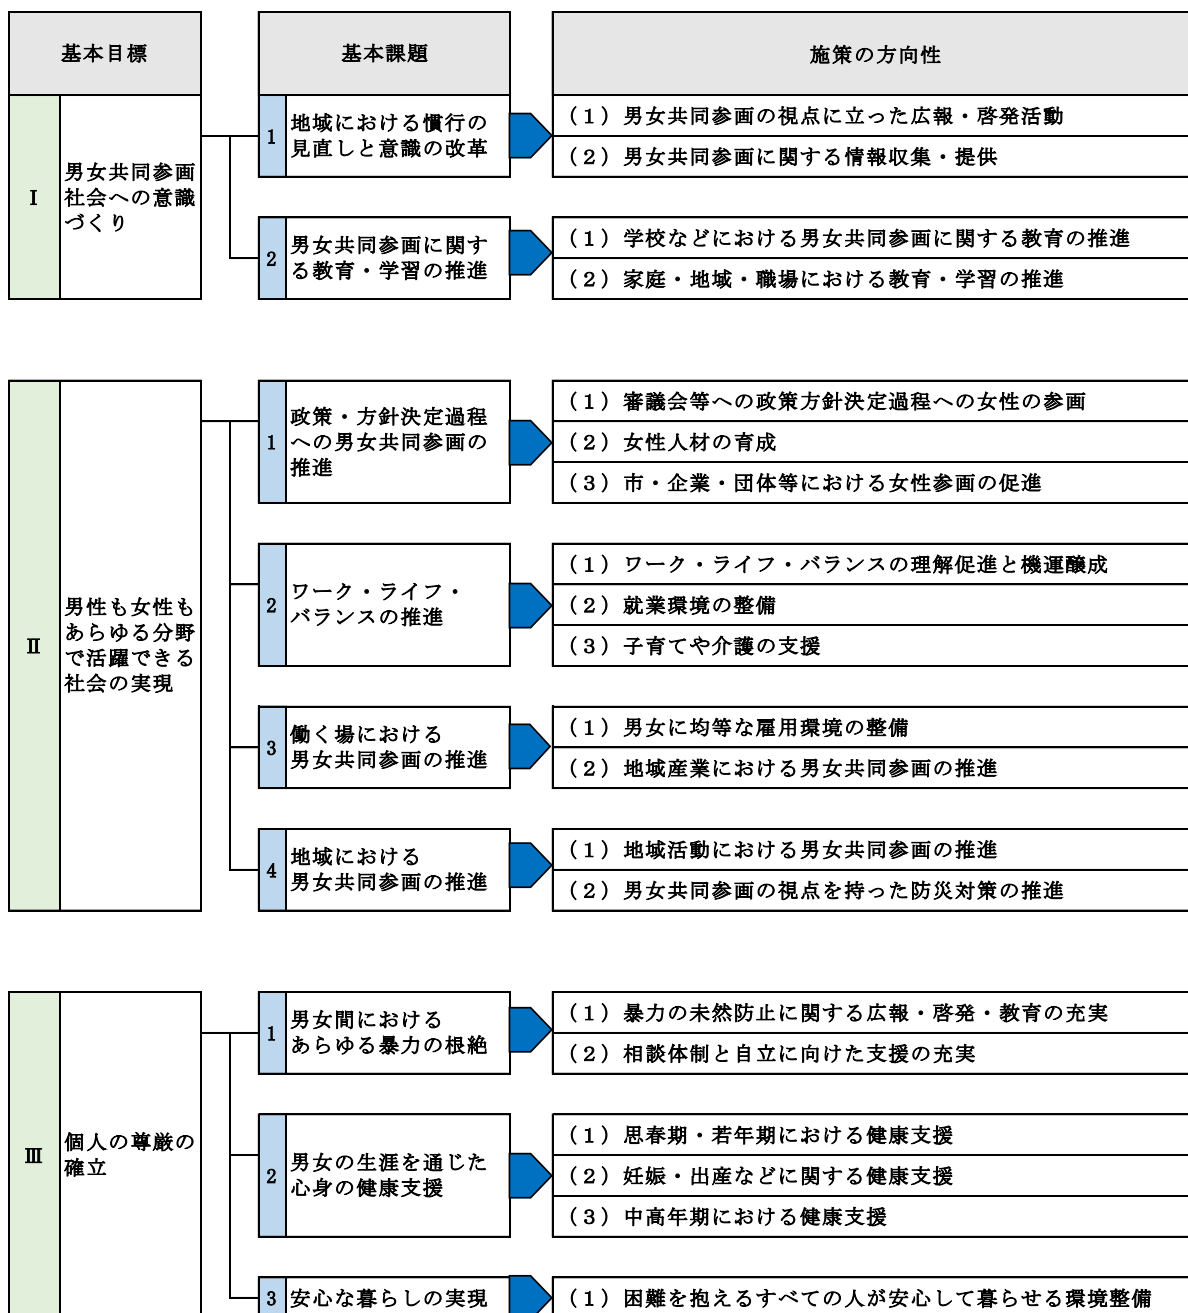 基本目標
基本課題
施策の方向性
Ⅰ
男女共同参画
社会への意識
づくり
1
地域における慣行の
見直しと意識の改革
（１）男女共同参画の視点に立った広報・啓発活動
（２）男女共同参画に関する情報収集・提供
2
男女共同参画に関す
る教育・学習の推進
（１）学校などにおける男女共同参画に関する教育の推進
（２）家庭・地域・職場における教育・学習の推進
Ⅱ
男性も女性も
あらゆる分野
で活躍できる
社会の実現
1
政策・方針決定過程
への男女共同参画の
推進
（１）審議会等への政策方針決定過程への女性の参画
（２）女性人材の育成
（３）市・企業・団体等における女性参画の促進
2
ワーク・ライフ・
バランスの推進
（１）ワーク・ライフ・バランスの理解促進と機運醸成
（２）就業環境の整備
（３）子育てや介護の支援
3
働く場における
男女共同参画の推進
（１）男女に均等な雇用環境の整備
（２）地域産業における男女共同参画の推進
4
地域における
男女共同参画の推進
（１）地域活動における男女共同参画の推進
（２）男女共同参画の視点を持った防災対策の推進
Ⅲ
個人の尊厳の
確立
1
男女間における
あらゆる暴力の根絶
（１）暴力の未然防止に関する広報・啓発・教育の充実
（２）相談体制と自立に向けた支援の充実
2
男女の生涯を通じた
心身の健康支援
（１）思春期・若年期における健康支援
（２）妊娠・出産などに関する健康支援
（３）中高年期における健康支援
3
安心な暮らしの実現
（１）困難を抱えるすべての人が安心して暮らせる環境整備